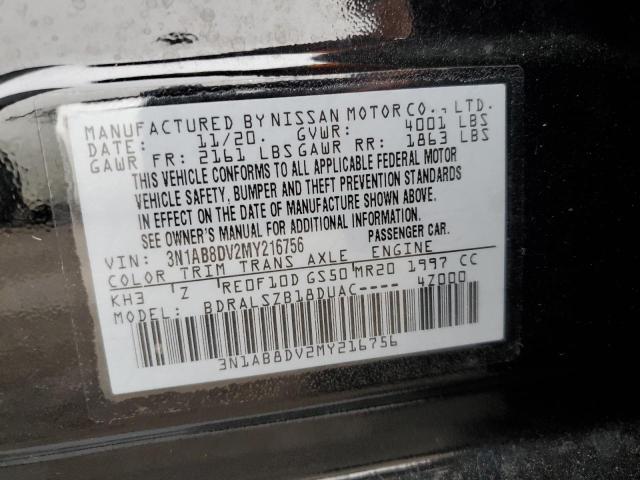 MANUFACTURED BY NISSAN MOTOR CO., LTD.
DATE: 11/20. GVWR: 4001 LBS
GAWR FR: 2161 LBS GAWR RR: 1863 LBS
THIS VEHICLE CONFORMS TO ALL APPLICABLE FEDERAL MOTOR
VEHICLE SAFETY, BUMPER AND THEFT PREVENTION STANDARDS
IN EFFECT ON THE DATE OF MANUFACTURE SHOWN ABOVE.
SEE OWNER'S MANUAL FOR ADDITIONAL INFORMATION.
VIN: 3N1AB8DV2MY216756 PASSENGER CAR.
COLOR TRIM TRANS AXLE ENGINE
KH3 Z RE0F10D GS50 MR20 1997 CC
MODEL: BDRALSZB18DUAC---- 4Z000
3N1AB8DV2MY216756